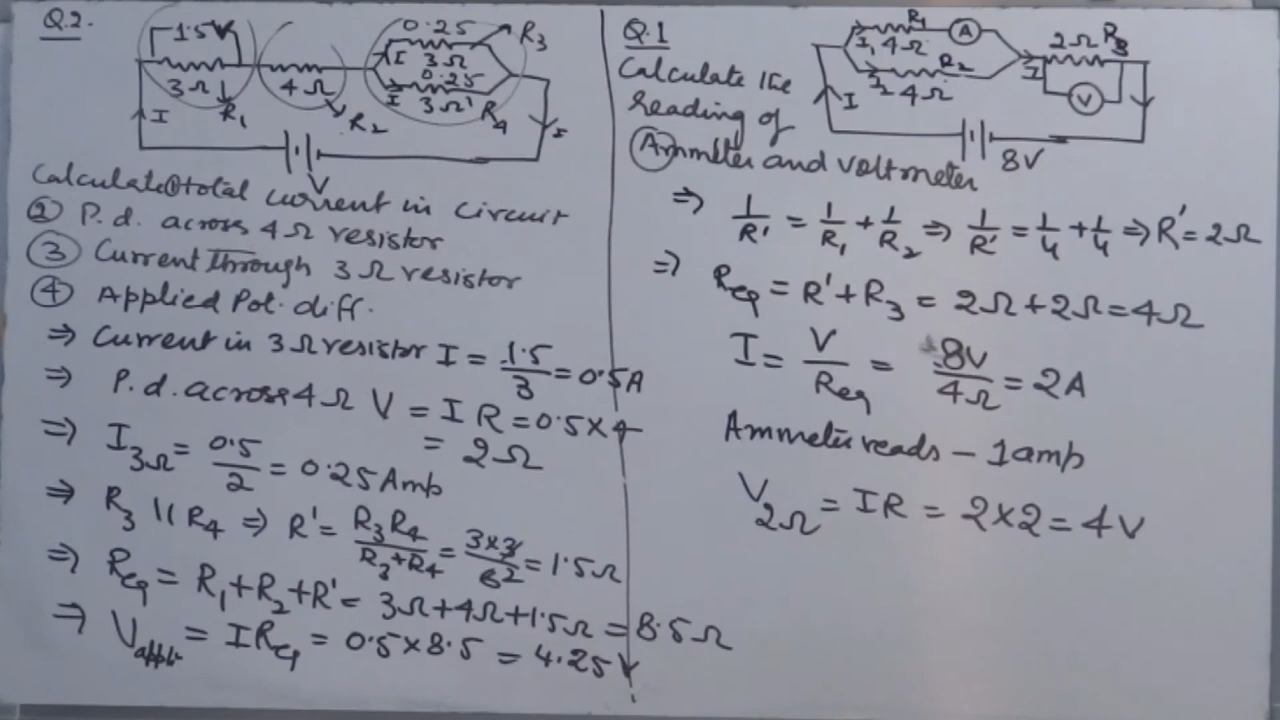 Q.2.
1.5V
3Ω R₁
4Ω
R₂
0.25
I 3Ω R₃
0.25
I 3Ω R₄
I
I
V
Calculate ① total current in circuit
② P.d. across 4Ω resistor
③ Current Through 3Ω resistor
④ Applied Pot. diff.
⇒ Current in 3Ω resistor I = 1.5/3 = 0.5A
⇒ P.d. across 4Ω V = IR = 0.5×4
= 2Ω
⇒ I₃Ω = 0.5/2 = 0.25 Amp
⇒ R₃ || R₄ ⇒ R' = R₃R₄/R₃+R₄ = 3×3/6 2 = 1.5Ω
⇒ Req = R₁+R₂+R' = 3Ω+4Ω+1.5Ω = 8.5Ω
⇒ Vappl. = IReq = 0.5×8.5 = 4.25V
Q.1
R₁ A
I₁ 4Ω
R₂
I₂ 4Ω
2Ω R₃
I
V
I
8V
Calculate the
reading of
Ammeter and voltmeter
⇒ 1/R' = 1/R₁ + 1/R₂ ⇒ 1/R' = 1/4 + 1/4 ⇒ R' = 2Ω
⇒ Req = R' + R₃ = 2Ω + 2Ω = 4Ω
I = V/Req = 8V/4Ω = 2A
Ammeter reads – 1 amp
V₂Ω = IR = 2×2 = 4V